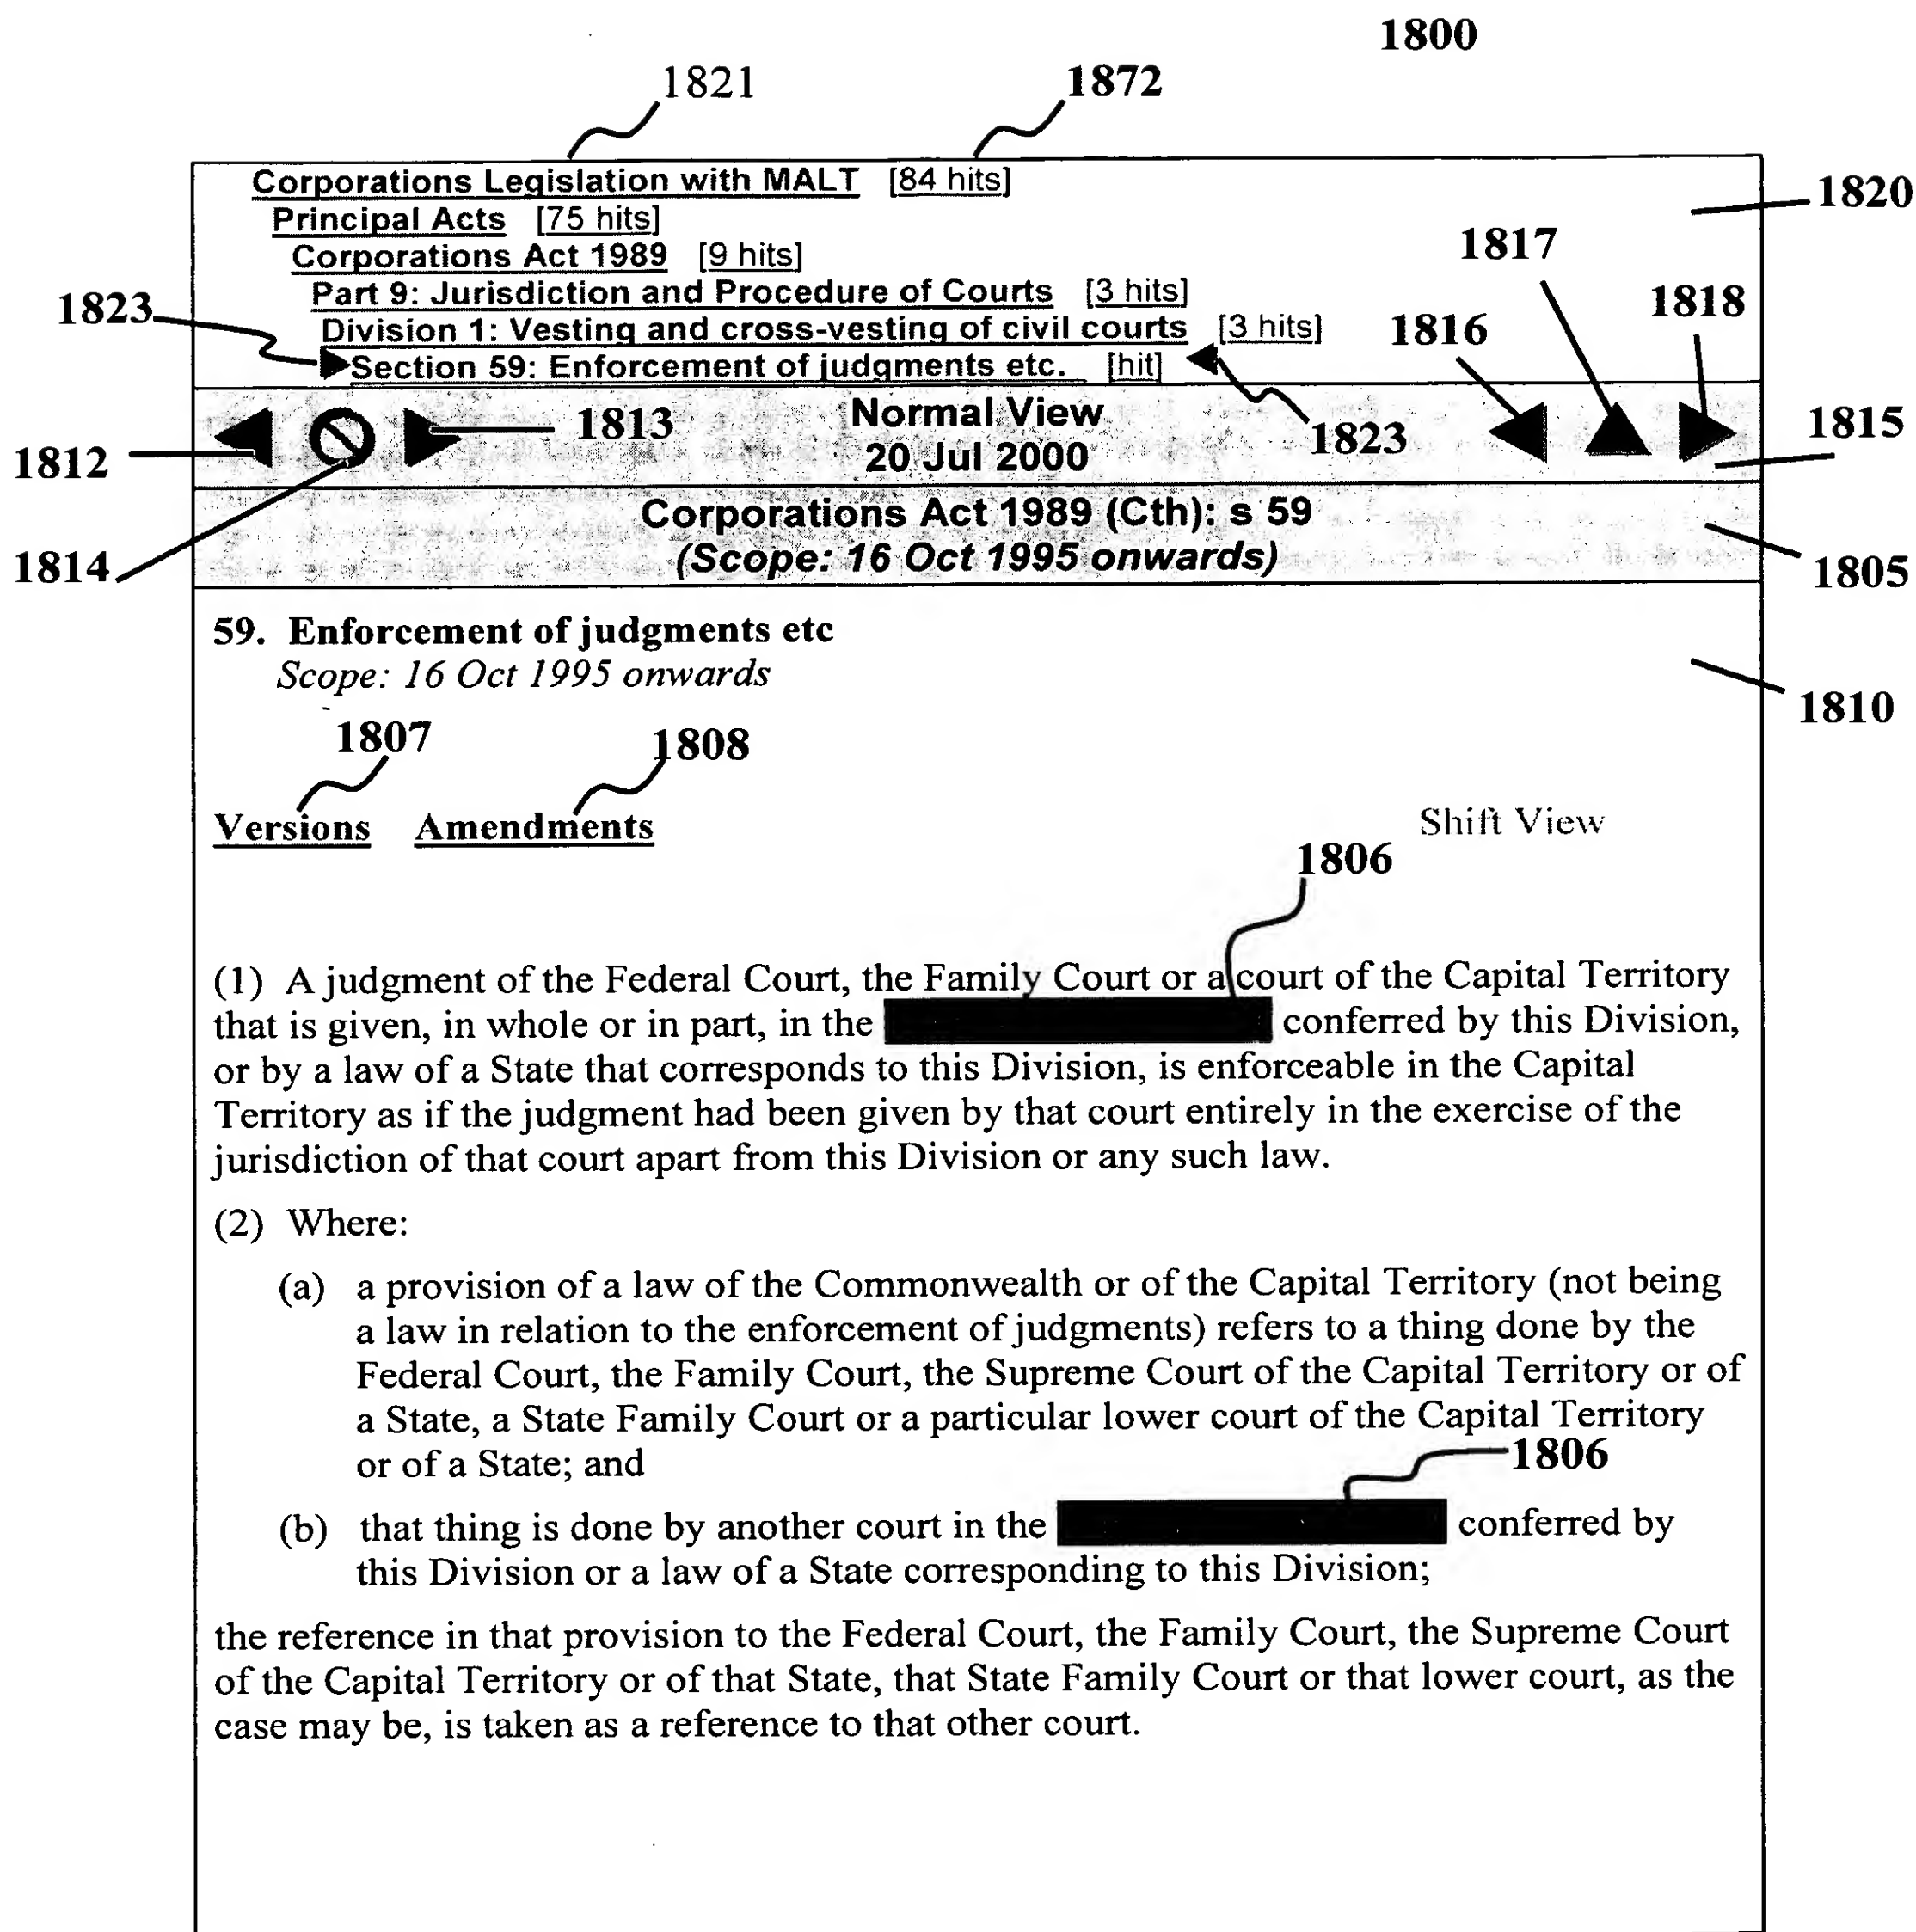 1800
1821 1872
Corporations Legislation with MALT [84 hits]
1820
Principal Acts [75 hits]
1817
Corporations Act 1989 [9 hits]
1823 Part 9: Jurisdiction and Procedure of Courts [3 hits] 1818
Division 1: Vesting and cross-vesting of civil courts [3 hits] 1816
Section 59: Enforcement of judgments etc. [hit]
1812 1813 Normal View 1823 1815
20 Jul 2000
Corporations Act 1989 (Cth): s 59
1814 (Scope: 16 Oct 1995 onwards) 1805
59. Enforcement of judgments etc
Scope: 16 Oct 1995 onwards
1810
1807 1808
Versions Amendments Shift View
1806
(1) A judgment of the Federal Court, the Family Court or a court of the Capital Territory
that is given, in whole or in part, in the conferred by this Division,
or by a law of a State that corresponds to this Division, is enforceable in the Capital
Territory as if the judgment had been given by that court entirely in the exercise of the
jurisdiction of that court apart from this Division or any such law.
(2) Where:
(a) a provision of a law of the Commonwealth or of the Capital Territory (not being
a law in relation to the enforcement of judgments) refers to a thing done by the
Federal Court, the Family Court, the Supreme Court of the Capital Territory or of
a State, a State Family Court or a particular lower court of the Capital Territory
or of a State; and 1806
(b) that thing is done by another court in the conferred by
this Division or a law of a State corresponding to this Division;
the reference in that provision to the Federal Court, the Family Court, the Supreme Court
of the Capital Territory or of that State, that State Family Court or that lower court, as the
case may be, is taken as a reference to that other court.